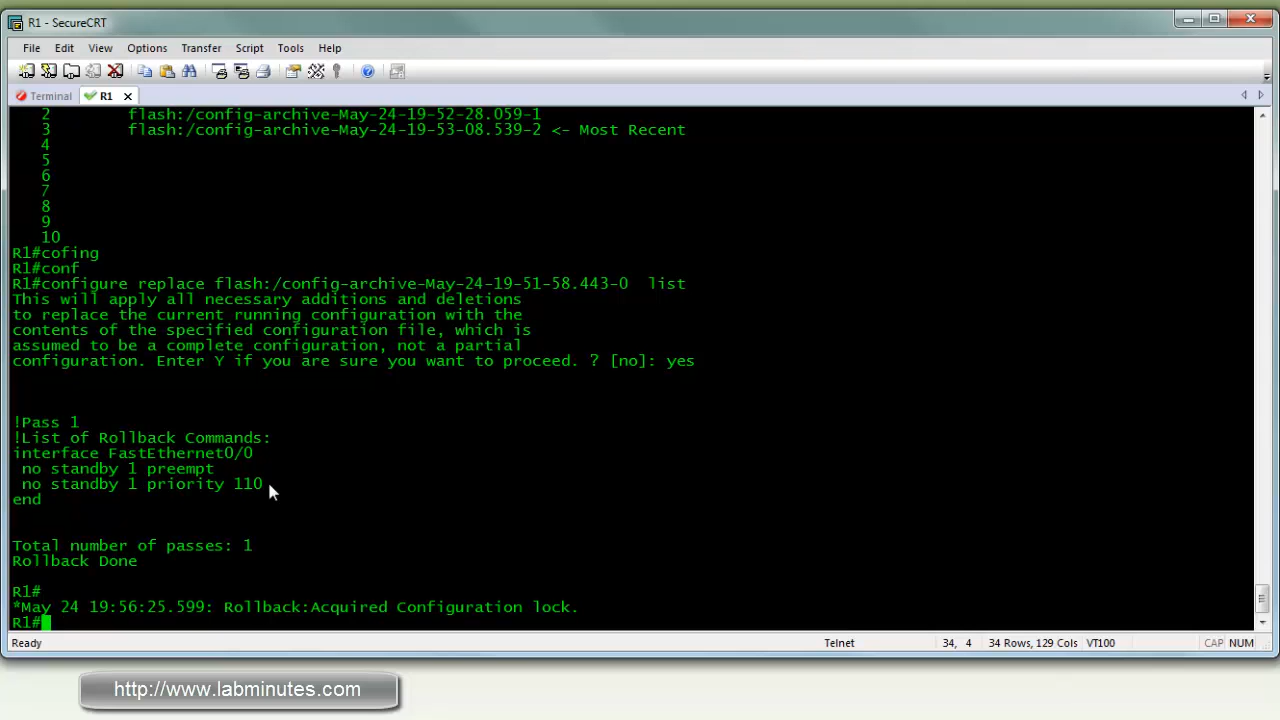 R1 - SecureCRT
File Edit View Options Transfer Script Tools Help
Terminal R1
2 flash:/config-archive-May-24-19-52-28.059-1
3 flash:/config-archive-May-24-19-53-08.539-2 <- Most Recent
4
5
6
7
8
9
10
R1#cofing
R1#conf
R1#configure replace flash:/config-archive-May-24-19-51-58.443-0 list
This will apply all necessary additions and deletions
to replace the current running configuration with the
contents of the specified configuration file, which is
assumed to be a complete configuration, not a partial
configuration. Enter Y if you are sure you want to proceed. ? [no]: yes
!Pass 1
!List of Rollback Commands:
interface FastEthernet0/0
no standby 1 preempt
no standby 1 priority 110
end
Total number of passes: 1
Rollback Done
R1#
*May 24 19:56:25.599: Rollback:Acquired Configuration lock.
R1#
Ready Telnet 34, 4 34 Rows, 129 Cols VT100 CAP NUM
http://www.labminutes.com